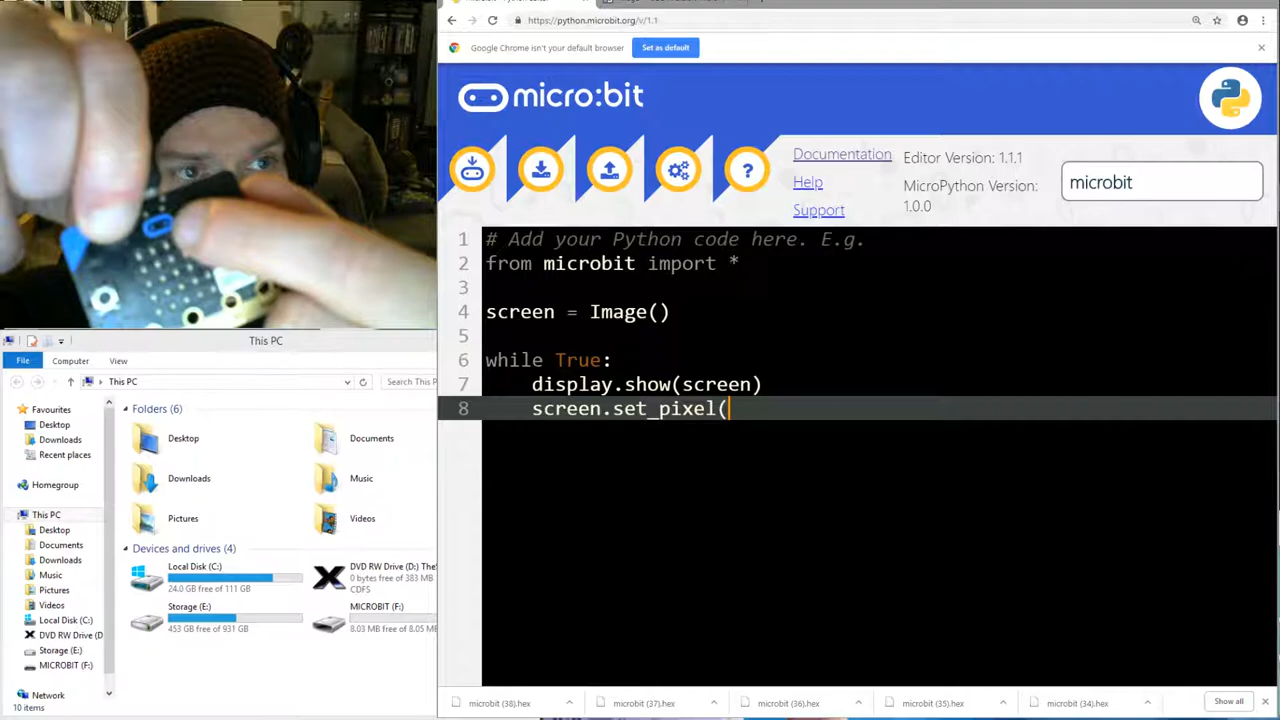 https://python.microbit.org/v/1.1
Google Chrome isn't your default browser
Set as default
micro:bit
?
Documentation
Help
Support
Editor Version: 1.1.1
MicroPython Version:
1.0.0
microbit
1 # Add your Python code here. E.g.
2 from microbit import *
3
4 screen = Image()
5
6 while True:
7 display.show(screen)
8 screen.set_pixel(
This PC
File
Computer
View
This PC
Search This P
Favourites
Desktop
Downloads
Recent places
Homegroup
This PC
Desktop
Documents
Downloads
Music
Pictures
Videos
Local Disk (C:)
DVD RW Drive (D
Storage (E:)
MICROBIT (F:)
Network
10 items
Folders (6)
Desktop
Documents
Downloads
Music
Pictures
Videos
Devices and drives (4)
Local Disk (C:)
24.0 GB free of 111 GB
DVD RW Drive (D:) The
0 bytes free of 383 MB
CDFS
Storage (E:)
453 GB free of 931 GB
MICROBIT (F:)
8.03 MB free of 8.05 MB
microbit (38).hex
microbit (37).hex
microbit (36).hex
microbit (35).hex
microbit (34).hex
Show all